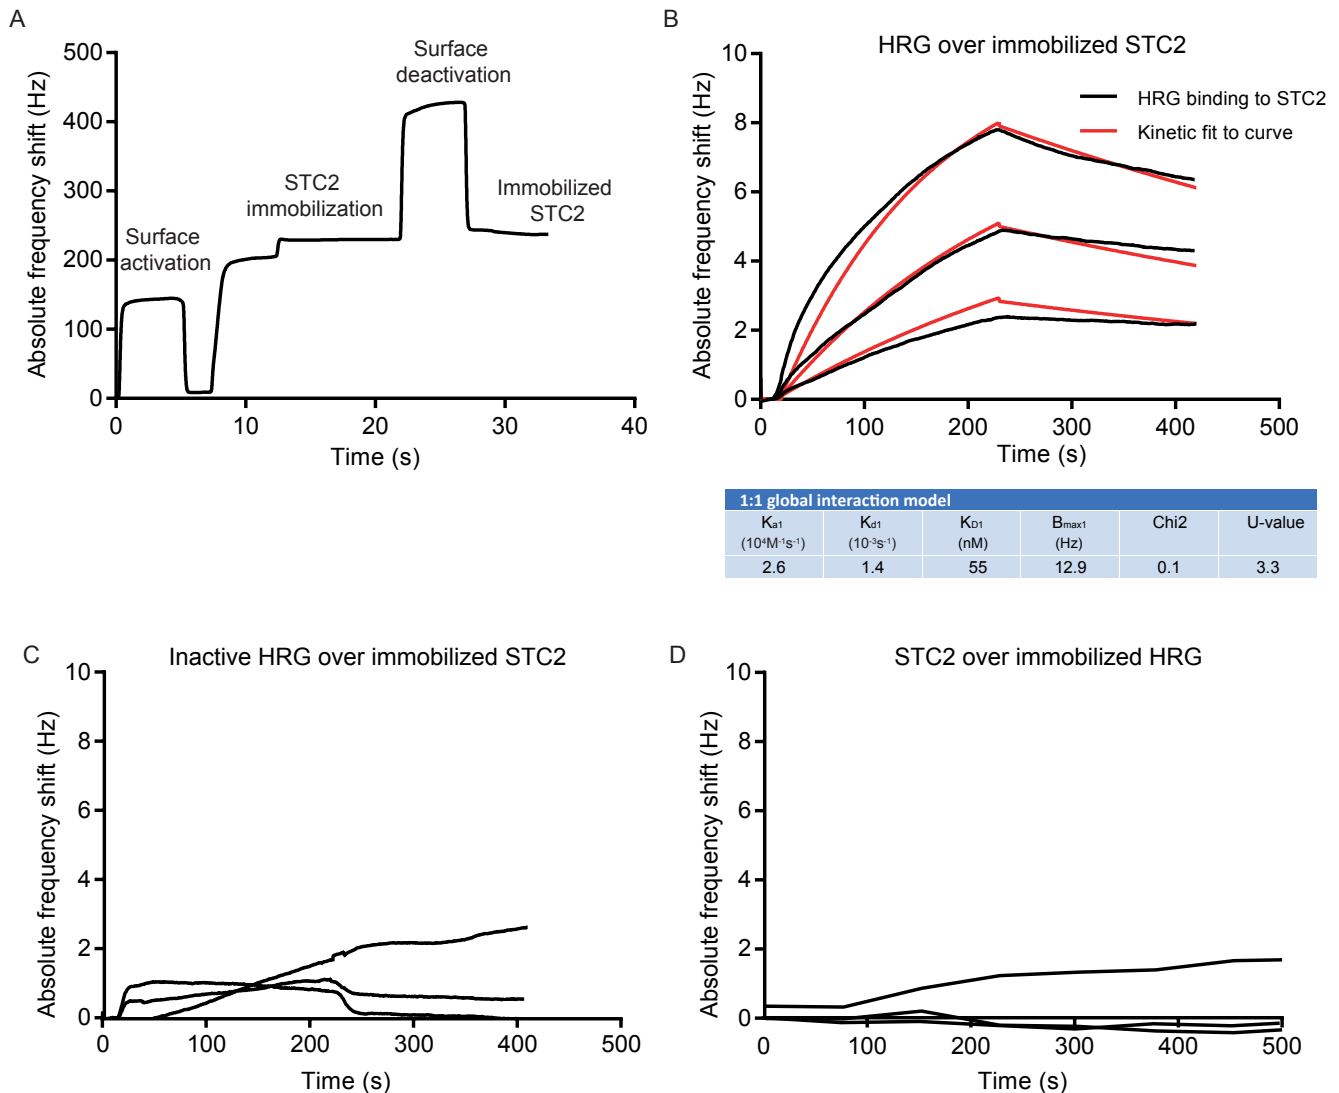 A
Absolute frequency shift (Hz)
500
400
300
200
100
0
Surface
activation
STC2
immobilization
Surface
deactivation
Immobilized
STC2
0 10 20 30 40
Time (s)
B
HRG over immobilized STC2
Absolute frequency shift (Hz)
10
8
6
4
2
0
HRG binding to STC2
Kinetic fit to curve
0 100 200 300 400 500
Time (s)
1:1 global interaction model
Ka1 Kd1 KD1 Bmax1 Chi2 U-value
(10⁴M⁻¹s⁻¹) (10⁻³s⁻¹) (nM) (Hz)
2.6 1.4 55 12.9 0.1 3.3
C
Inactive HRG over immobilized STC2
Absolute frequency shift (Hz)
10
8
6
4
2
0
0 100 200 300 400 500
Time (s)
D
STC2 over immobilized HRG
Absolute frequency shift (Hz)
10
8
6
4
2
0
0 100 200 300 400 500
Time (s)